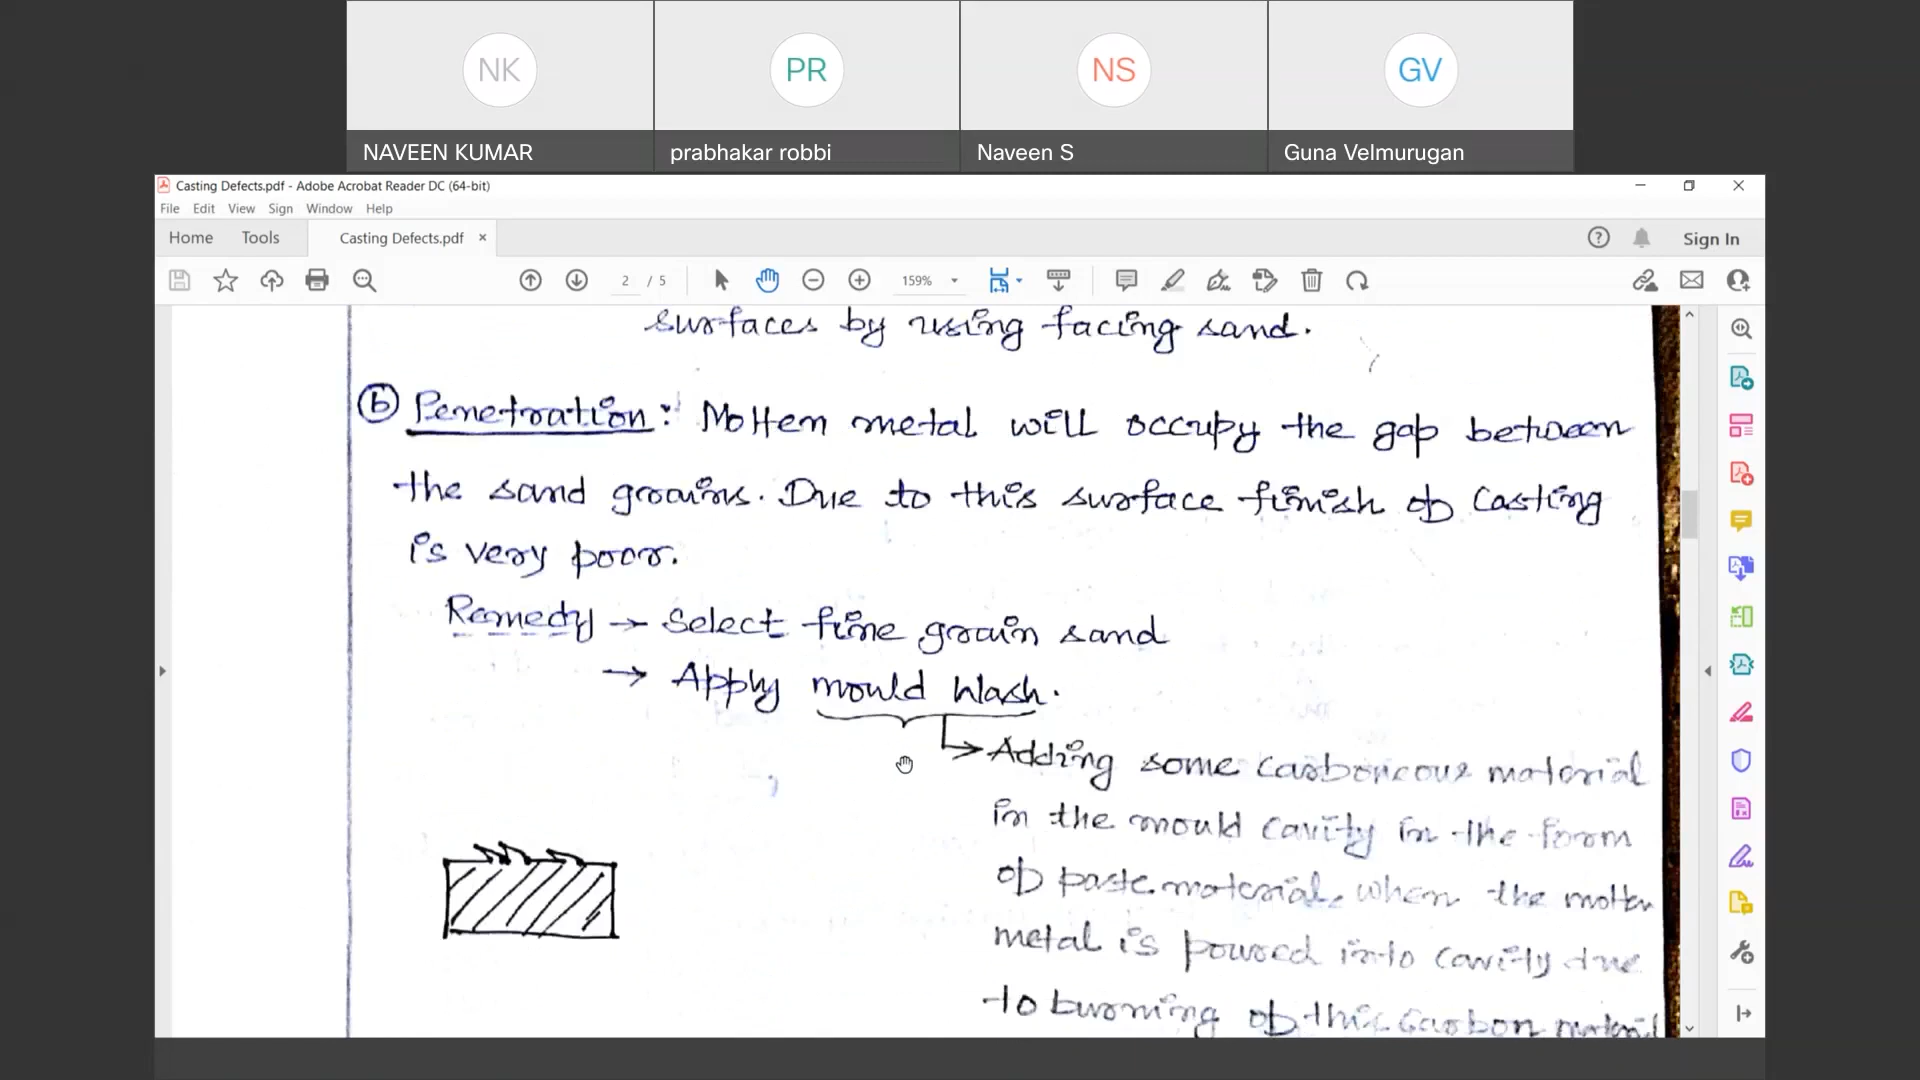 NK
PR
NS
GV
NAVEEN KUMAR
prabhakar robbi
Naveen S
Guna Velmurugan
Casting Defects.pdf - Adobe Acrobat Reader DC (64-bit)
File Edit View Sign Window Help
Home Tools Casting Defects.pdf × Sign In
2 / 5 159%
surfaces by using facing sand.
ⓑ Penetration: Molten metal will occupy the gap between
the sand grains. Due to this surface finish of casting
is very poor.
Remedy → Select fine grain sand
→ Apply mould Wash.
→ Adding some carboneous material
in the mould cavity in the form
of paste material. when the molten
metal is poured into cavity due
to burning of this carbon material